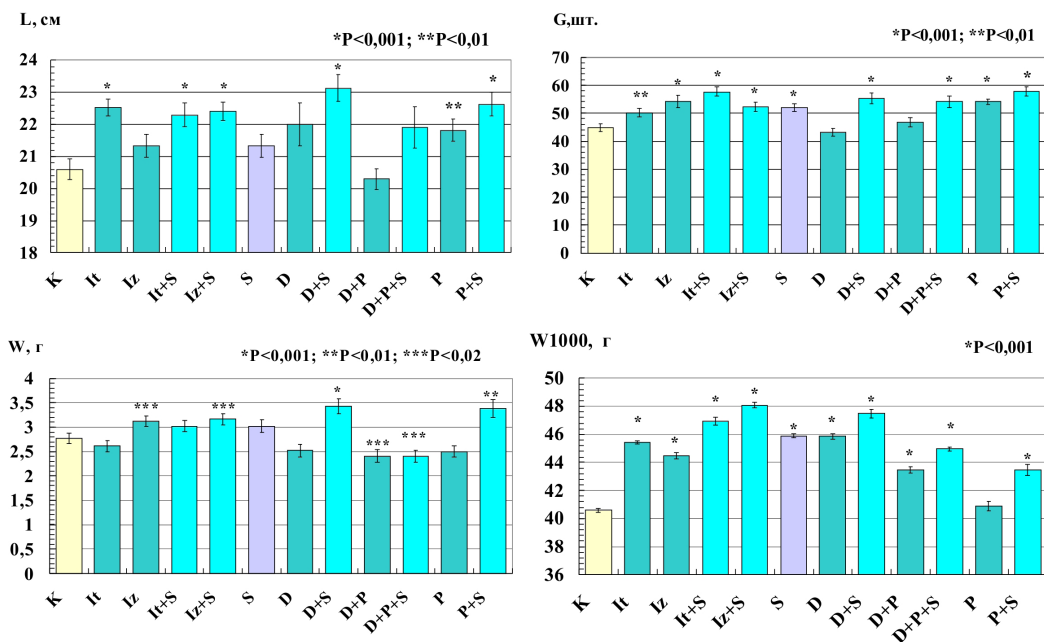 L, см
*P<0,001; **P<0,01
24
23
22
21
20
19
18
* * * * ** *
K It Iz It+S Iz+S S D D+S D+P D+P+S P P+S
G,шт.
*P<0,001; **P<0,01
70
60
50
40
30
20
10
0
** * * * * * * * *
K It Iz It+S Iz+S S D D+S D+P D+P+S P P+S
W, г
*P<0,001; **P<0,01; ***P<0,02
4
3,5
3
2,5
2
1,5
1
0,5
0
*** *** * *** *** **
K It Iz It+S Iz+S S D D+S D+P D+P+S P P+S
W1000, г
*P<0,001
50
48
46
44
42
40
38
36
* * * * * * * * * *
K It Iz It+S Iz+S S D D+S D+P D+P+S P P+S